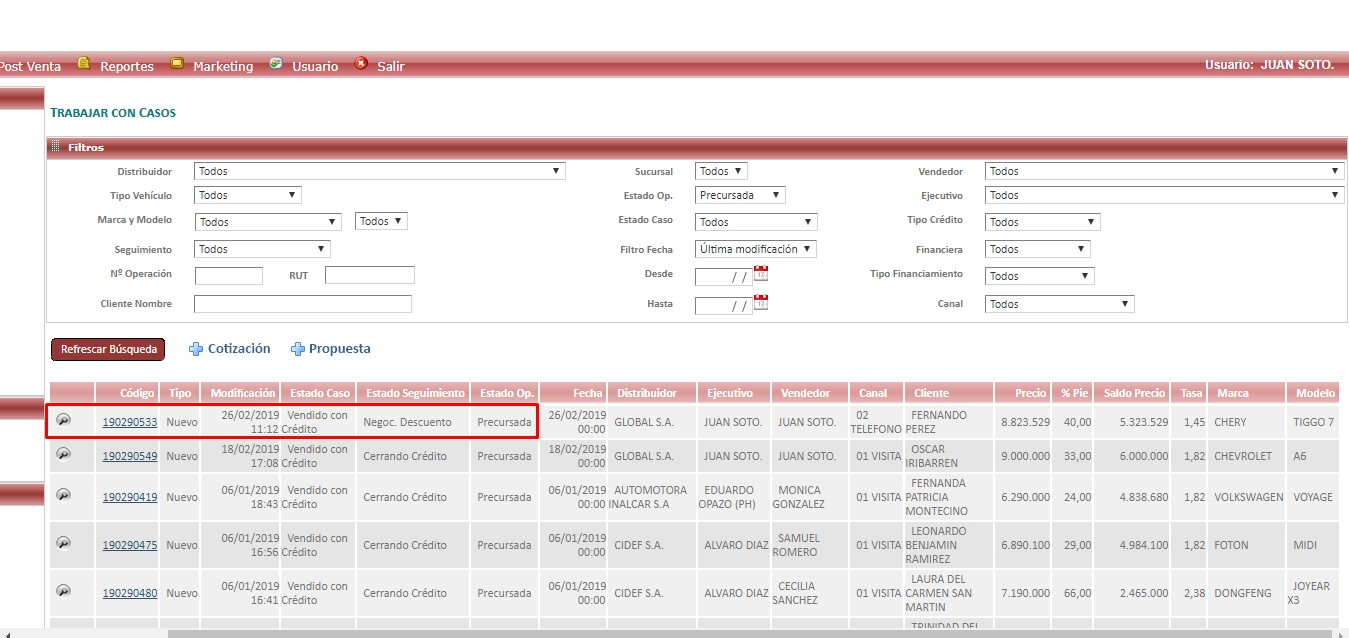 Post Venta Reportes Marketing Usuario Salir Usuario: JUAN SOTO.
TRABAJAR CON CASOS
Filtros
Distribuidor Todos Sucursal Todos Vendedor Todos
Tipo Vehículo Todos Estado Op. Precursada Ejecutivo Todos
Marca y Modelo Todos Todos Estado Caso Todos Tipo Crédito Todos
Seguimiento Todos Filtro Fecha Última modificación Financiera Todos
Nº Operación RUT Desde / / Tipo Financiamiento Todos
Cliente Nombre Hasta / / Canal Todos
Refrescar Búsqueda Cotización Propuesta
Código Tipo Modificación Estado Caso Estado Seguimiento Estado Op. Fecha Distribuidor Ejecutivo Vendedor Canal Cliente Precio % Pie Saldo Precio Tasa Marca Modelo
190290533 Nuevo 26/02/2019 11:12 Vendido con Crédito Negoc. Descuento Precursada 26/02/2019 00:00 GLOBAL S.A. JUAN SOTO. JUAN SOTO. 02 TELEFONO FERNANDO PEREZ 8.823.529 40,00 5.323.529 1,45 CHERY TIGGO 7
190290549 Nuevo 18/02/2019 17:08 Vendido con Crédito Cerrando Crédito Precursada 18/02/2019 00:00 GLOBAL S.A. JUAN SOTO. JUAN SOTO. 01 VISITA OSCAR IRIBARREN 9.000.000 33,00 6.000.000 1,82 CHEVROLET A6
190290419 Nuevo 06/01/2019 18:43 Vendido con Crédito Cerrando Crédito Precursada 06/01/2019 00:00 AUTOMOTORA INALCAR S.A EDUARDO OPAZO (PH) MONICA GONZALEZ 01 VISITA FERNANDA PATRICIA MONTECINO 6.290.000 24,00 4.838.680 1,82 VOLKSWAGEN VOYAGE
190290475 Nuevo 06/01/2019 16:56 Vendido con Crédito Cerrando Crédito Precursada 06/01/2019 00:00 CIDEF S.A. ALVARO DIAZ SAMUEL ROMERO 01 VISITA LEONARDO BENJAMIN RAMIREZ 6.890.100 29,00 4.984.100 1,82 FOTON MIDI
190290480 Nuevo 06/01/2019 16:41 Vendido con Crédito Cerrando Crédito Precursada 06/01/2019 00:00 CIDEF S.A. ALVARO DIAZ CECILIA SANCHEZ 01 VISITA LAURA DEL CARMEN SAN MARTIN 7.190.000 66,00 2.465.000 2,38 DONGFENG JOYEAR X3
TRINIDAD DEL